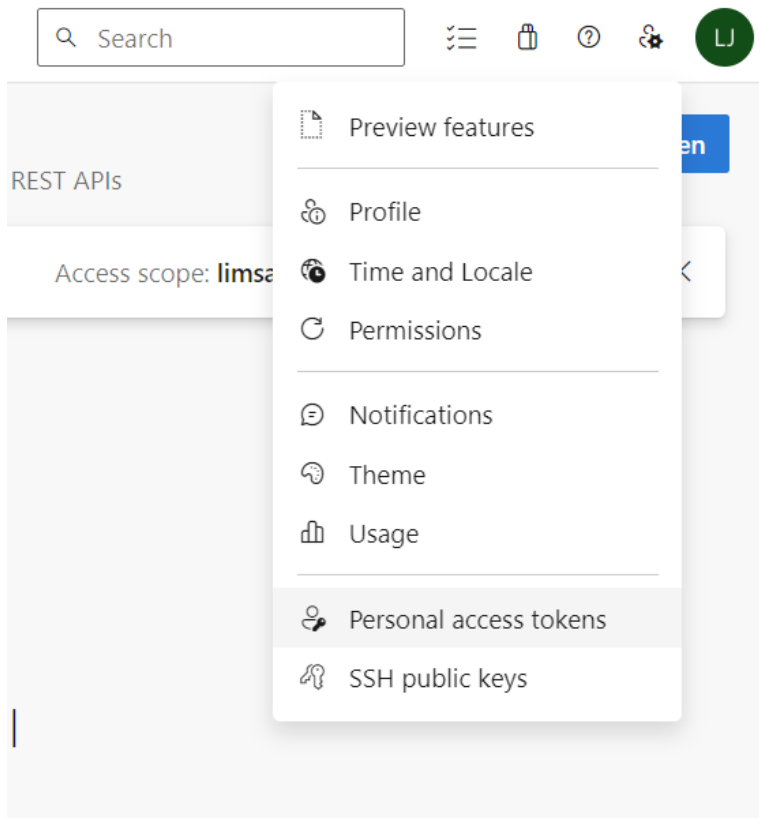 Search
LJ
Preview features
en
REST APIs
Profile
Access scope: limsa
Time and Locale
Permissions
Notifications
Theme
Usage
Personal access tokens
SSH public keys